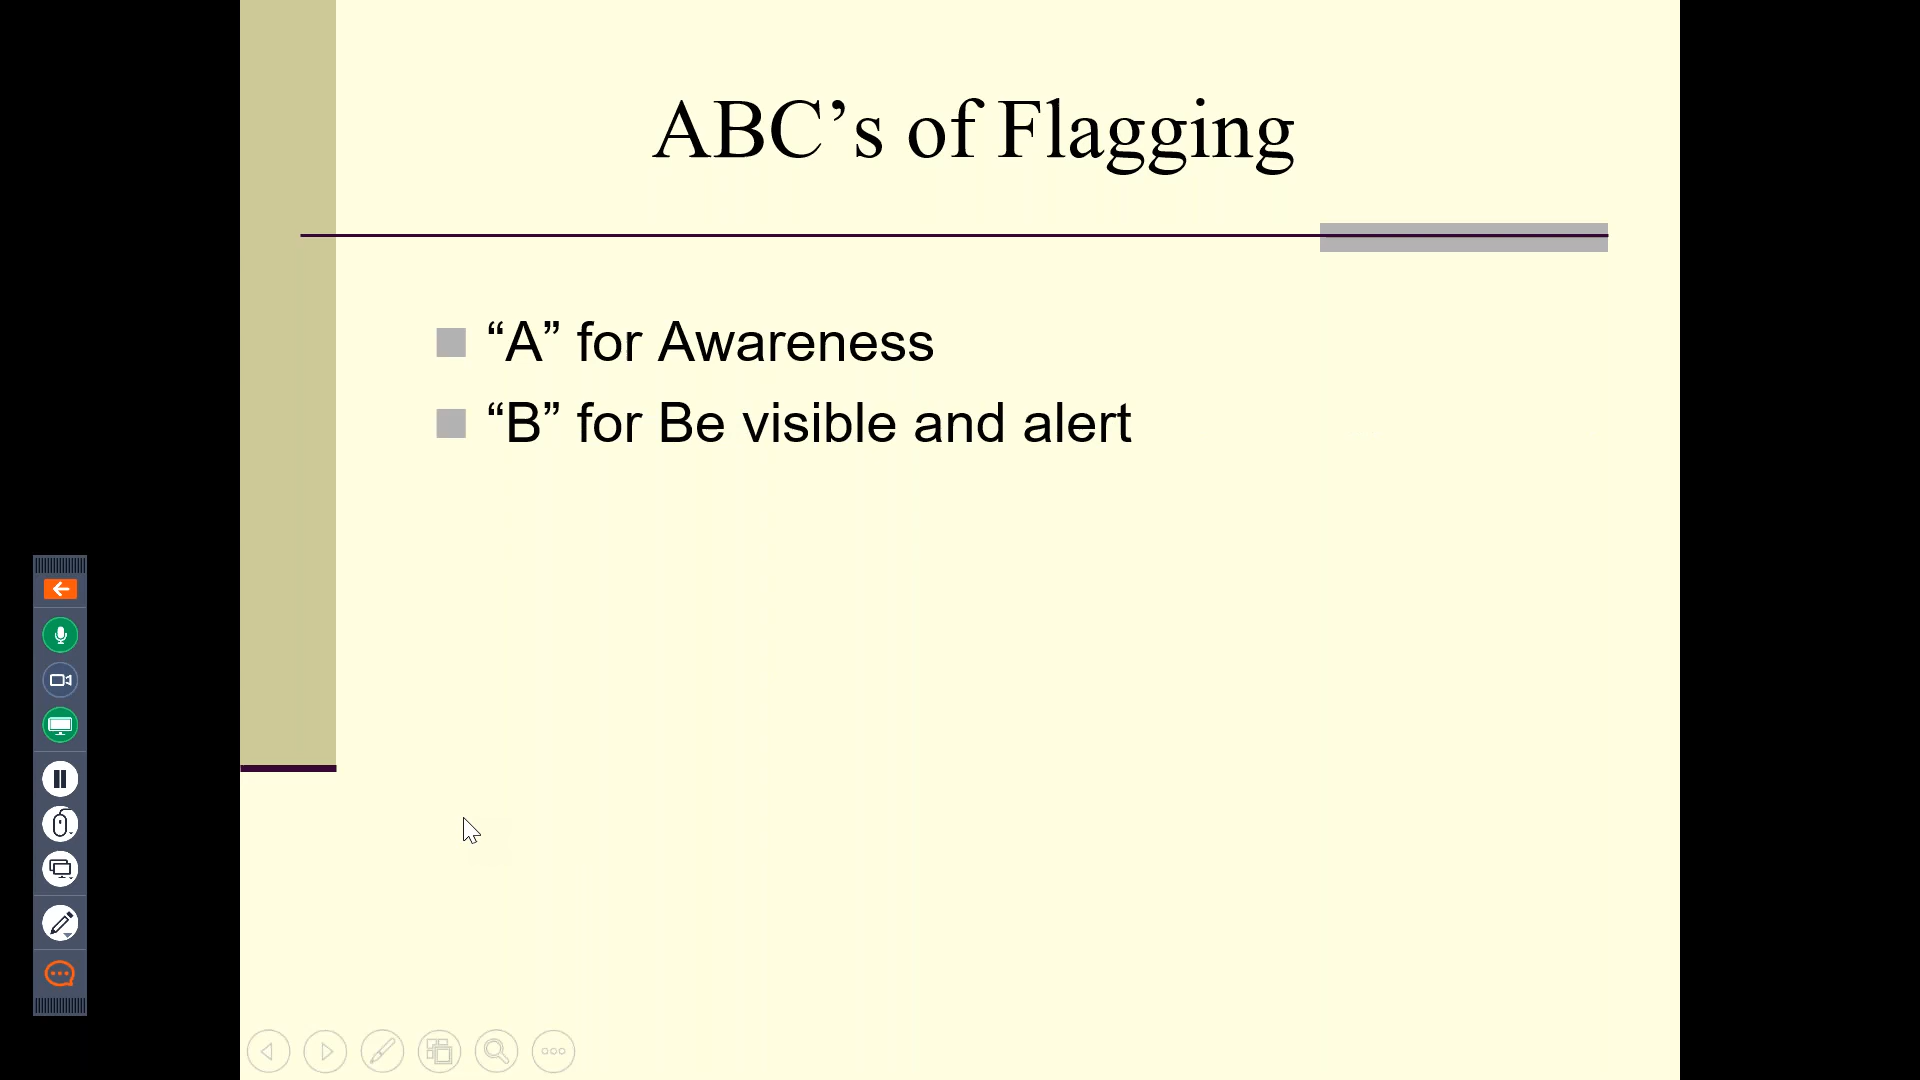 ABC’s of Flagging
“A” for Awareness
“B” for Be visible and alert